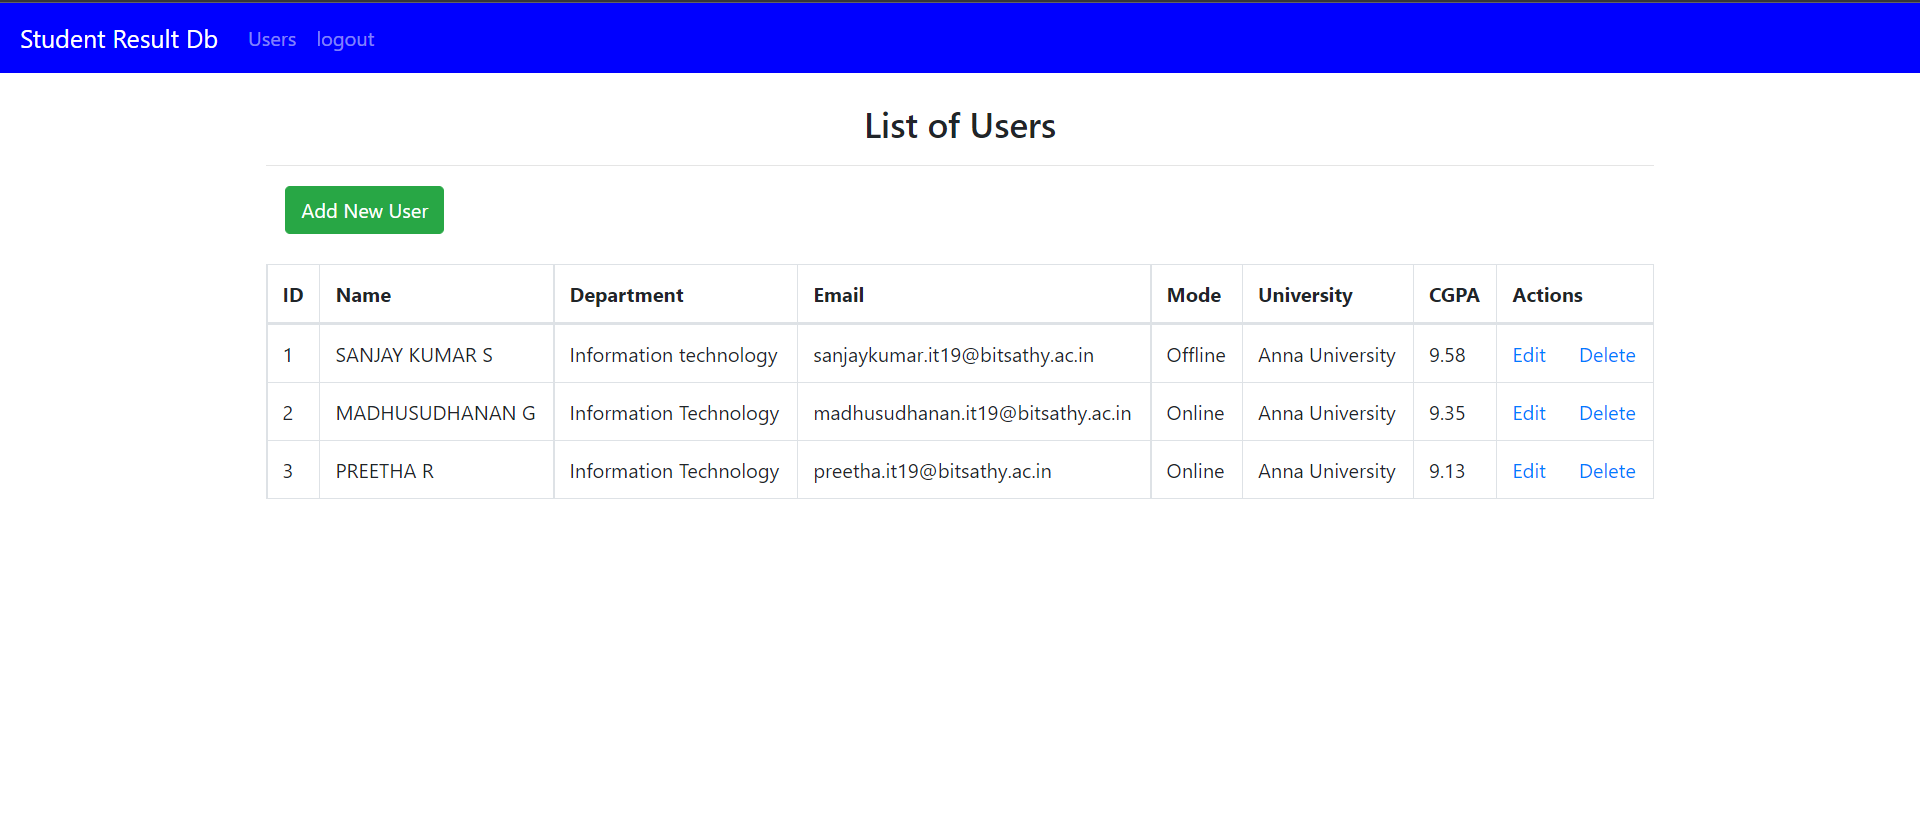 Student Result Db Users logout
List of Users
Add New User
ID Name Department Email Mode University CGPA Actions
1 SANJAY KUMAR S Information technology sanjaykumar.it19@bitsathy.ac.in Offline Anna University 9.58 Edit Delete
2 MADHUSUDHANAN G Information Technology madhusudhanan.it19@bitsathy.ac.in Online Anna University 9.35 Edit Delete
3 PREETHA R Information Technology preetha.it19@bitsathy.ac.in Online Anna University 9.13 Edit Delete